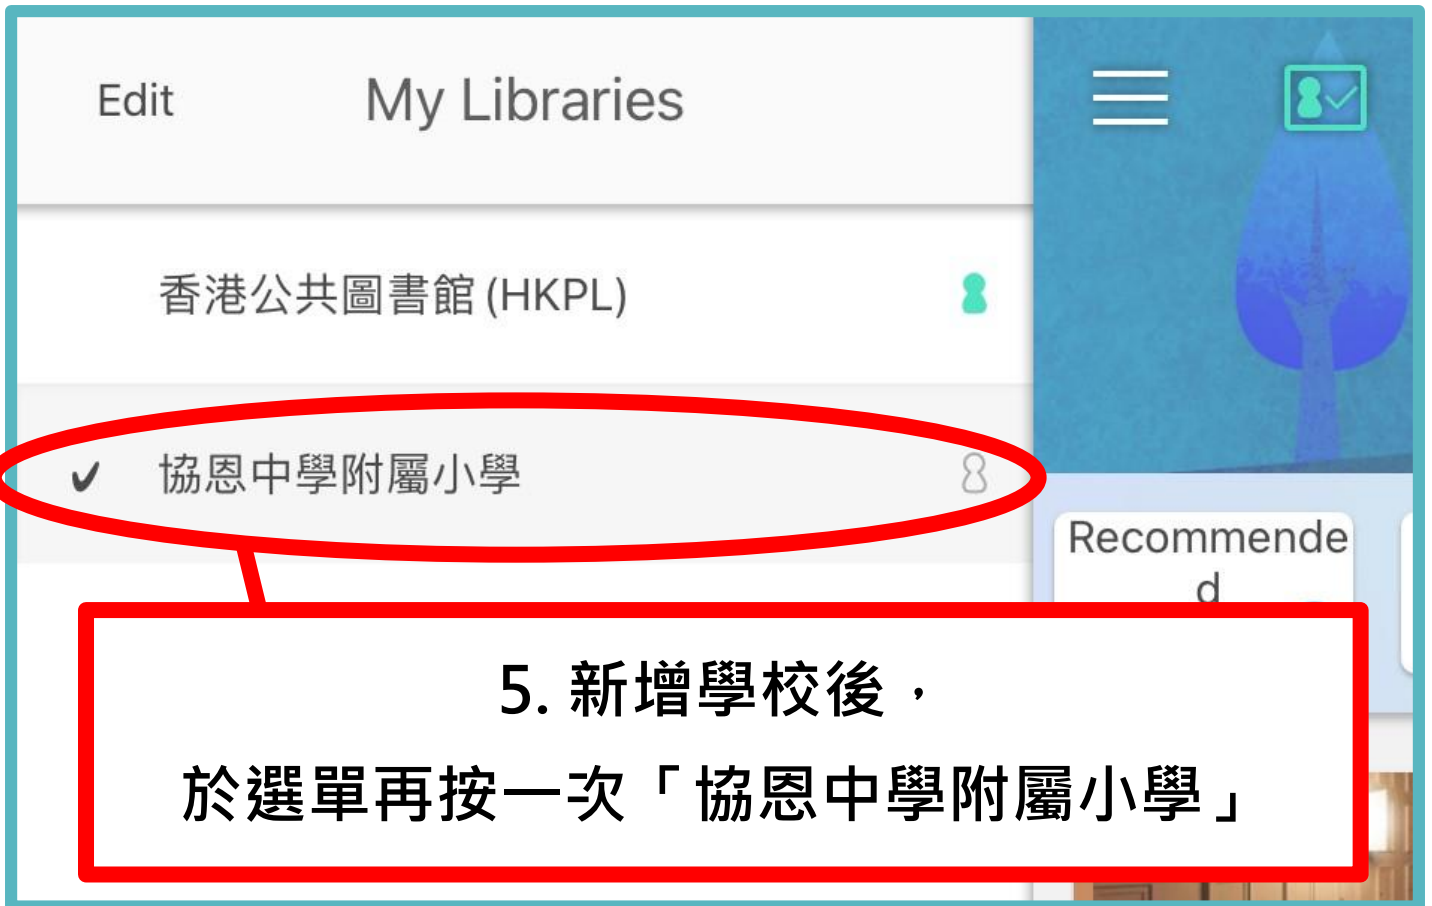 Edit
My Libraries
香港公共圖書館 (HKPL)
協恩中學附屬小學
Recommende
d
5. 新增學校後，
於選單再按一次「協恩中學附屬小學」